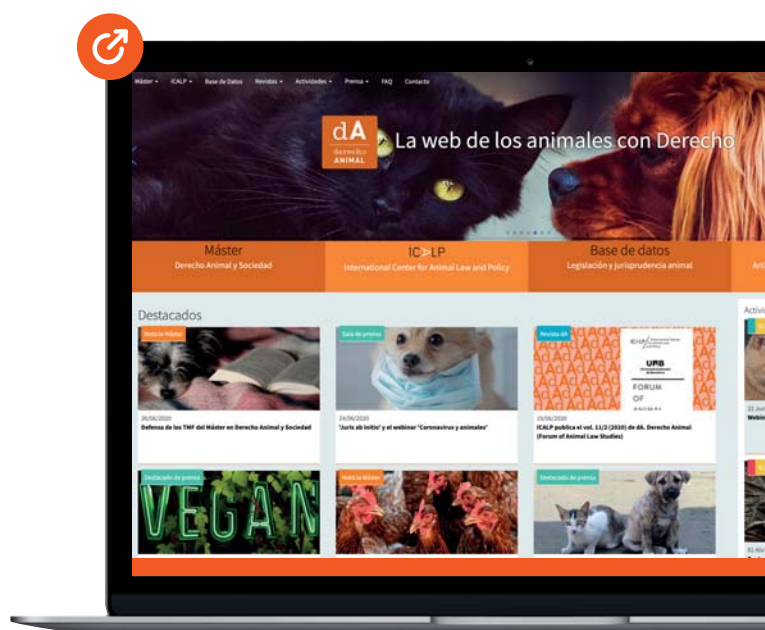 Máster
ICALP
Base de Datos
Revistas
Actividades
Prensa
FAQ
Contacto
dA
derecho
ANIMAL
La web de los animales con Derecho
Máster
Derecho Animal y Sociedad
ICALP
International Center for Animal Law and Policy
Base de datos
Legislación y jurisprudencia animal
Destacados
Noticia Máster
26/06/2020
Defensa de los TMF del Máster en Derecho Animal y Sociedad
Sala de prensa
24/06/2020
'Juris ab initio' y el webinar 'Coronavirus y animales'
Revista dA
UAB
FORUM
OF
19/06/2020
ICALP publica el vol. 11/2 (2020) de dA. Derecho Animal
(Forum of Animal Law Studies)
Destacado de prensa
VEGAN
Noticia Máster
Destacado de prensa